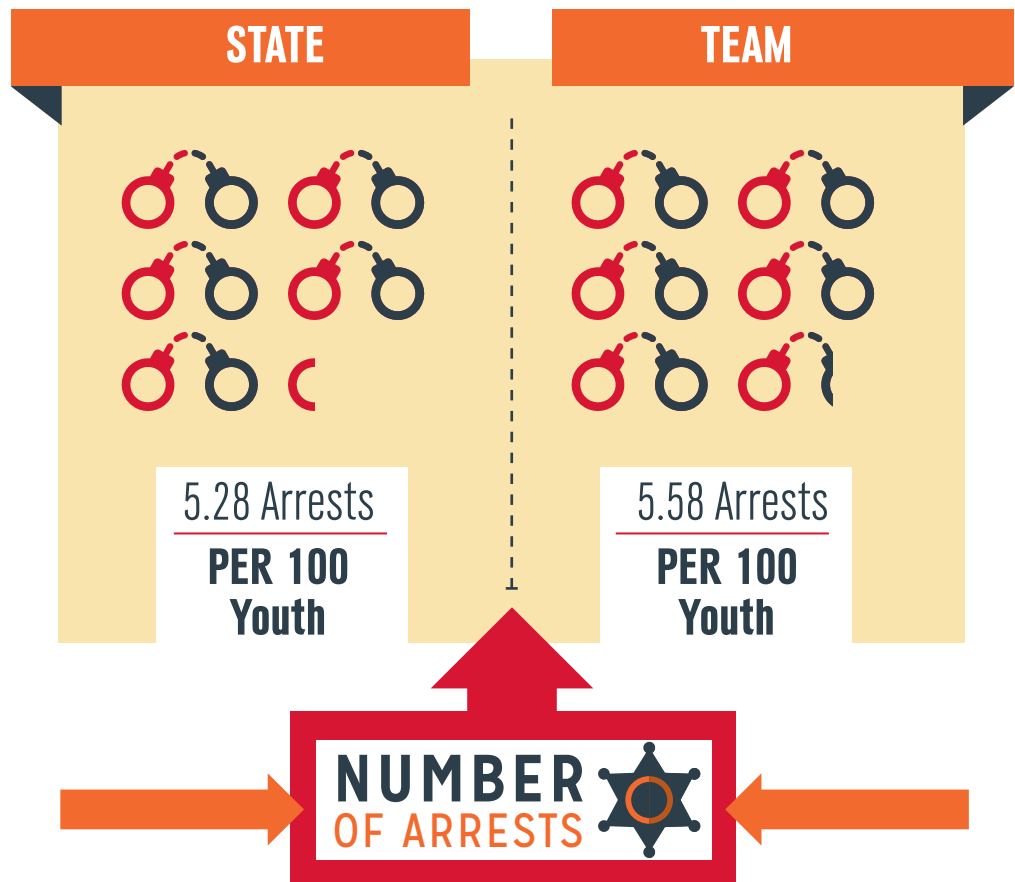 STATE
TEAM
5.28 Arrests
PER 100
Youth
5.58 Arrests
PER 100
Youth
NUMBER
OF ARRESTS